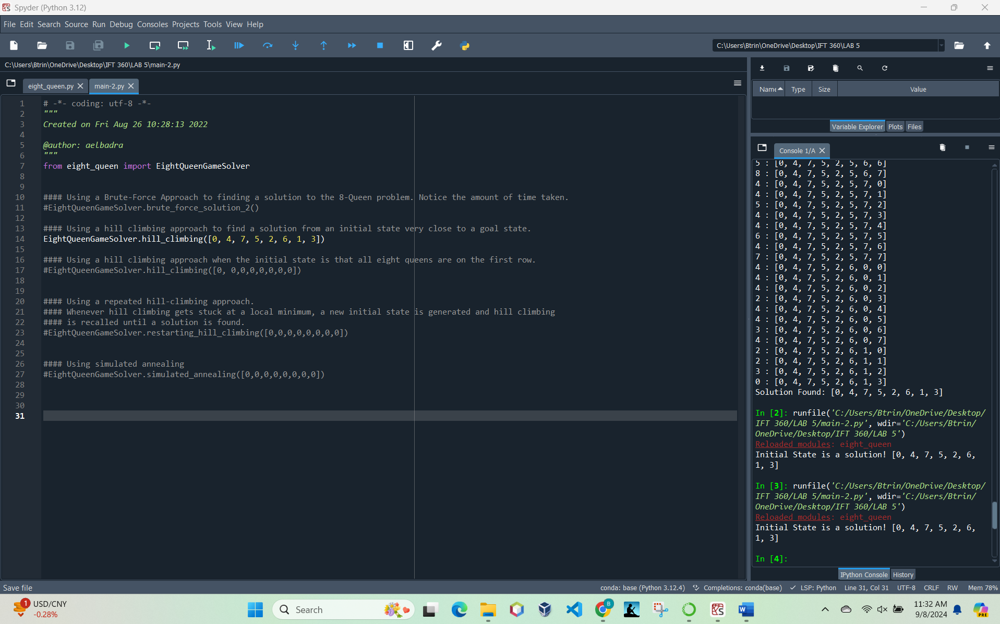 Spyder (Python 3.12)
File Edit Search Source Run Debug Consoles Projects Tools View Help
C:\Users\Btrin\OneDrive\Desktop\IFT 360\LAB 5
C:\Users\Btrin\OneDrive\Desktop\IFT 360\LAB 5\main-2.py
eight_queen.py
main-2.py
1 # -*- coding: utf-8 -*-
2 """
3 Created on Fri Aug 26 10:28:13 2022
4
5 @author: aelbadra
6 """
7 from eight_queen import EightQueenGameSolver
8
9
10 #### Using a Brute-Force Approach to finding a solution to the 8-Queen problem. Notice the amount of time taken.
11 #EightQueenGameSolver.brute_force_solution_2()
12
13 #### Using a hill climbing approach to find a solution from an initial state very close to a goal state.
14 EightQueenGameSolver.hill_climbing([0, 4, 7, 5, 2, 6, 1, 3])
15
16 #### Using a hill climbing approach when the initial state is that all eight queens are on the first row.
17 #EightQueenGameSolver.hill_climbing([0, 0,0,0,0,0,0,0])
18
19
20 #### Using a repeated hill-climbing approach.
21 #### Whenever hill climbing gets stuck at a local minimum, a new initial state is generated and hill climbing
22 #### is recalled until a solution is found.
23 #EightQueenGameSolver.restarting_hill_climbing([0,0,0,0,0,0,0,0])
24
25
26 #### Using simulated annealing
27 #EightQueenGameSolver.simulated_annealing([0,0,0,0,0,0,0,0])
28
29
30
31
Name Type Size Value
Variable Explorer Plots Files
Console 1/A
5 : [0, 4, 7, 5, 2, 5, 6, 6]
8 : [0, 4, 7, 5, 2, 5, 6, 7]
4 : [0, 4, 7, 5, 2, 5, 7, 0]
4 : [0, 4, 7, 5, 2, 5, 7, 1]
5 : [0, 4, 7, 5, 2, 5, 7, 2]
4 : [0, 4, 7, 5, 2, 5, 7, 3]
4 : [0, 4, 7, 5, 2, 5, 7, 4]
6 : [0, 4, 7, 5, 2, 5, 7, 5]
4 : [0, 4, 7, 5, 2, 5, 7, 6]
7 : [0, 4, 7, 5, 2, 5, 7, 7]
4 : [0, 4, 7, 5, 2, 6, 0, 0]
4 : [0, 4, 7, 5, 2, 6, 0, 1]
4 : [0, 4, 7, 5, 2, 6, 0, 2]
2 : [0, 4, 7, 5, 2, 6, 0, 3]
4 : [0, 4, 7, 5, 2, 6, 0, 4]
4 : [0, 4, 7, 5, 2, 6, 0, 5]
3 : [0, 4, 7, 5, 2, 6, 0, 6]
4 : [0, 4, 7, 5, 2, 6, 0, 7]
2 : [0, 4, 7, 5, 2, 6, 1, 0]
2 : [0, 4, 7, 5, 2, 6, 1, 1]
3 : [0, 4, 7, 5, 2, 6, 1, 2]
0 : [0, 4, 7, 5, 2, 6, 1, 3]
Solution Found: [0, 4, 7, 5, 2, 6, 1, 3]
In [2]: runfile('C:/Users/Btrin/OneDrive/Desktop/
IFT 360/LAB 5/main-2.py', wdir='C:/Users/Btrin/
OneDrive/Desktop/IFT 360/LAB 5')
Reloaded modules: eight_queen
Initial State is a solution! [0, 4, 7, 5, 2, 6,
1, 3]
In [3]: runfile('C:/Users/Btrin/OneDrive/Desktop/
IFT 360/LAB 5/main-2.py', wdir='C:/Users/Btrin/
OneDrive/Desktop/IFT 360/LAB 5')
Reloaded modules: eight_queen
Initial State is a solution! [0, 4, 7, 5, 2, 6,
1, 3]
In [4]:
IPython Console History
Save file
conda: base (Python 3.12.4) Completions: conda(base) LSP: Python Line 31, Col 31 UTF-8 CRLF RW Mem 78%
1
USD/CNY
-0.28%
Search
B
PRE
11:32 AM
9/8/2024